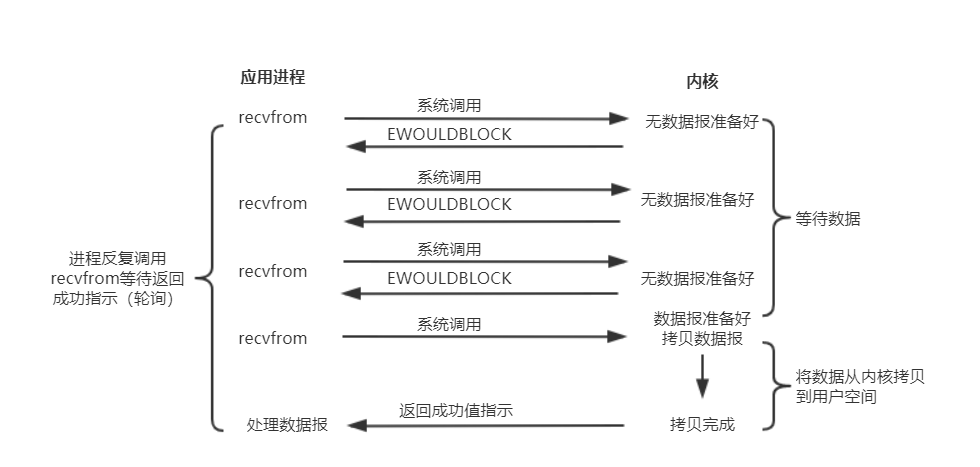 应用进程
内核
recvfrom
系统调用
无数据报准备好
EWOULDBLOCK
系统调用
recvfrom
EWOULDBLOCK
无数据报准备好
等待数据
系统调用
进程反复调用
recvfrom等待返回
成功指示（轮询）
recvfrom
EWOULDBLOCK
无数据报准备好
系统调用
recvfrom
数据报准备好
拷贝数据报
将数据从内核拷贝
到用户空间
返回成功值指示
处理数据报
拷贝完成